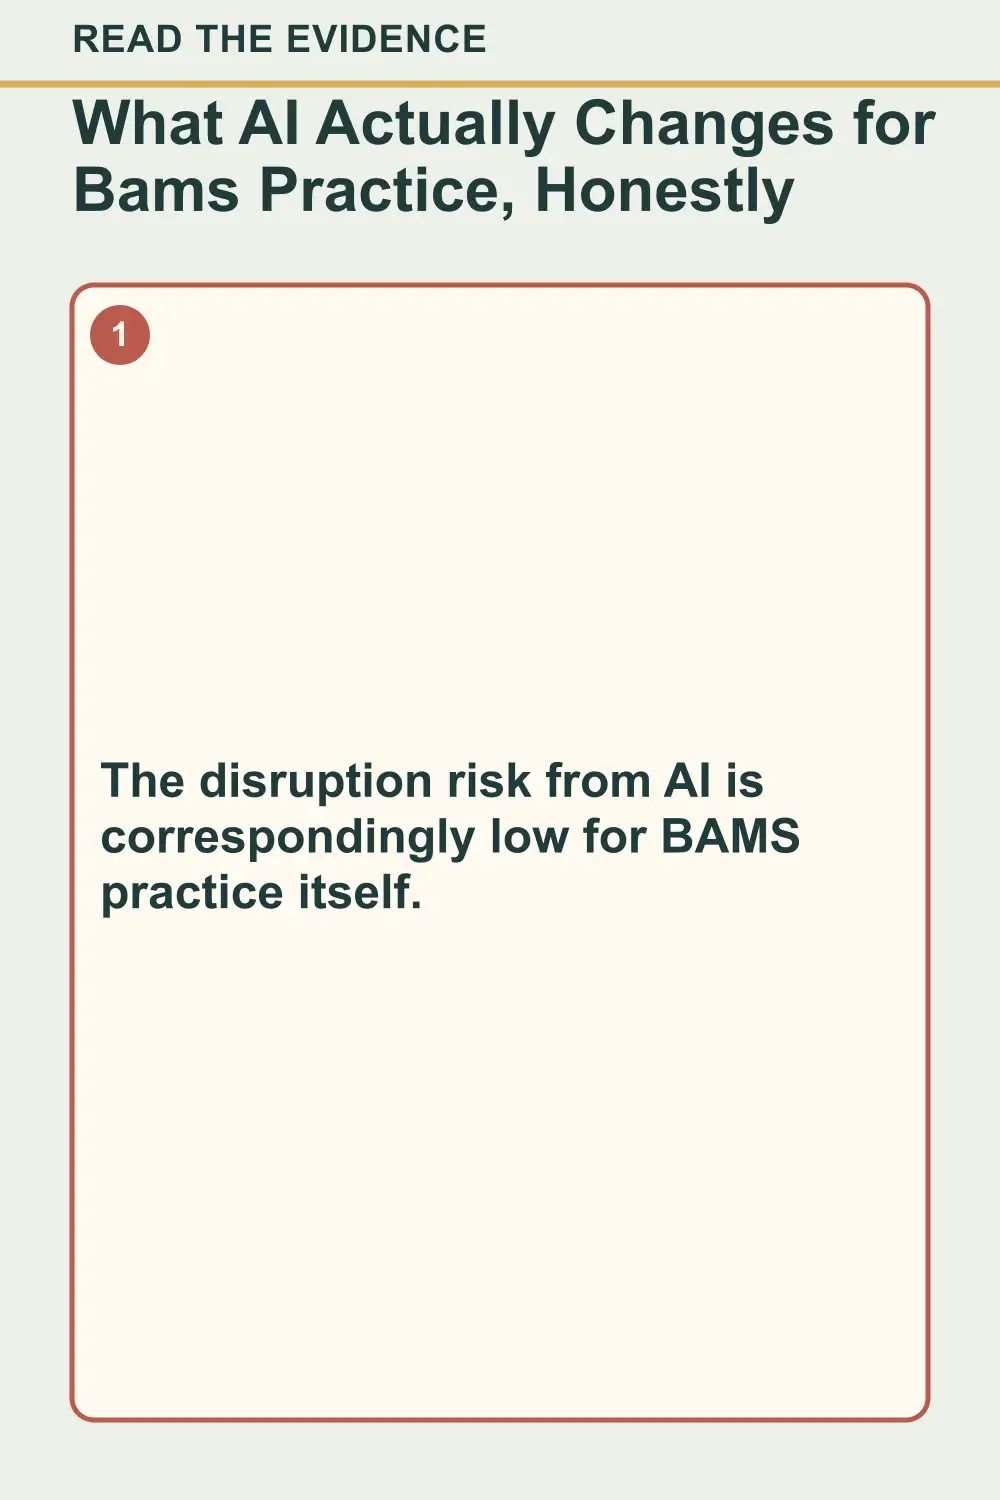 READ THE EVIDENCE
What AI Actually Changes for
Bams Practice, Honestly
1
The disruption risk from AI is
correspondingly low for BAMS
practice itself.